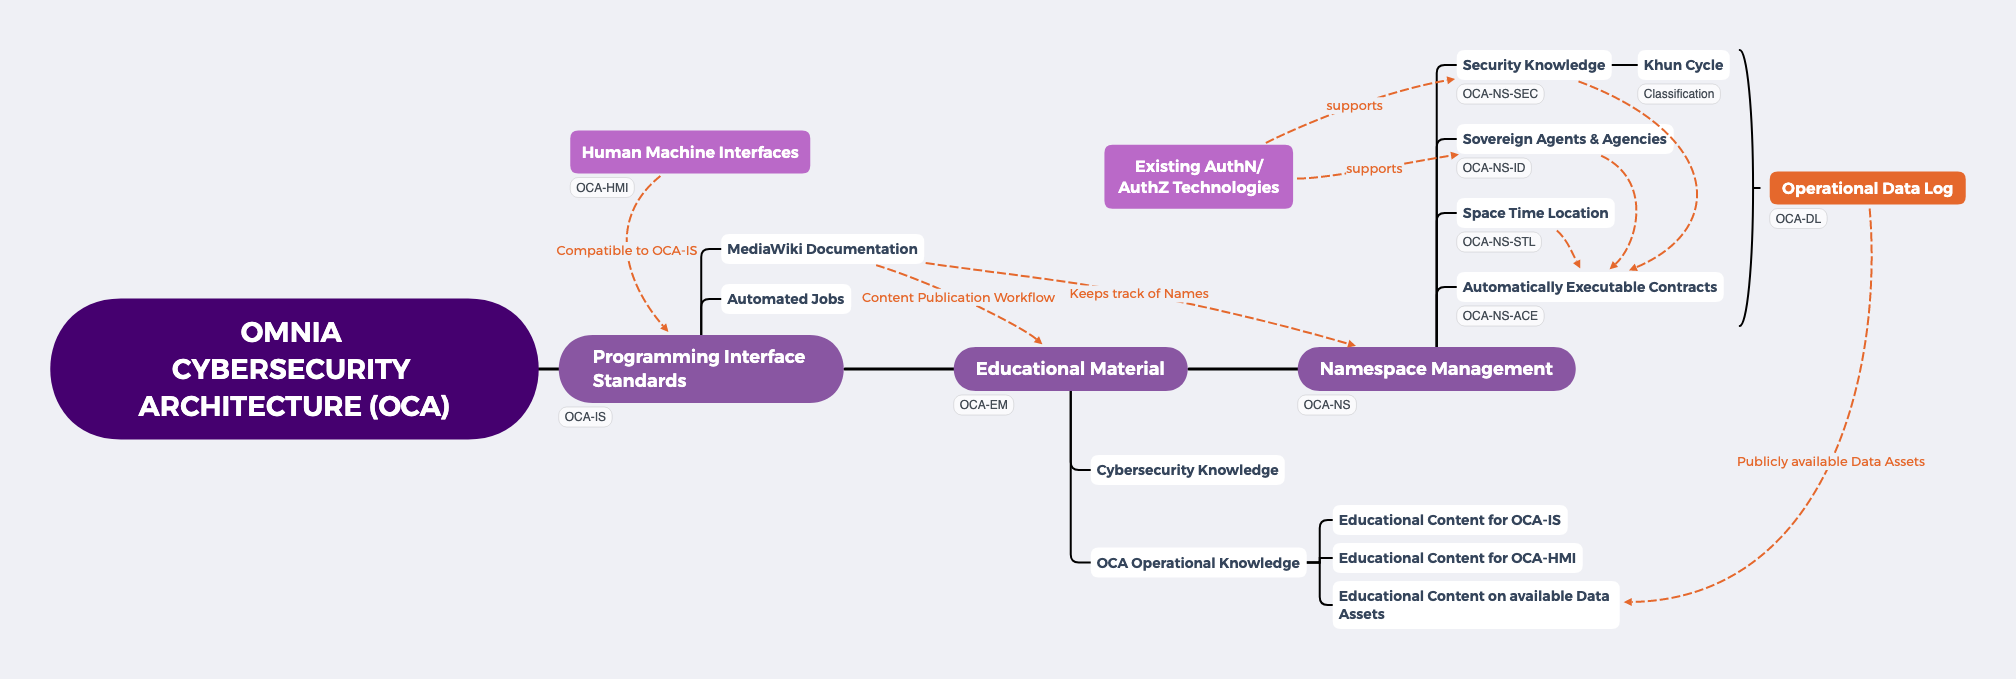 OMNIA
CYBERSECURITY
ARCHITECTURE (OCA)
Human Machine Interfaces
OCA-HMI
Compatible to OCA-IS
MediaWiki Documentation
Automated Jobs
Programming Interface
Standards
OCA-IS
Content Publication Workflow
Keeps track of Names
Educational Material
OCA-EM
Cybersecurity Knowledge
OCA Operational Knowledge
Educational Content for OCA-IS
Educational Content for OCA-HMI
Educational Content on available Data
Assets
Existing AuthN/
AuthZ Technologies
supports
supports
Namespace Management
OCA-NS
Security Knowledge
OCA-NS-SEC
Khun Cycle
Classification
Sovereign Agents & Agencies
OCA-NS-ID
Space Time Location
OCA-NS-STL
Automatically Executable Contracts
OCA-NS-ACE
Operational Data Log
OCA-DL
Publicly available Data Assets